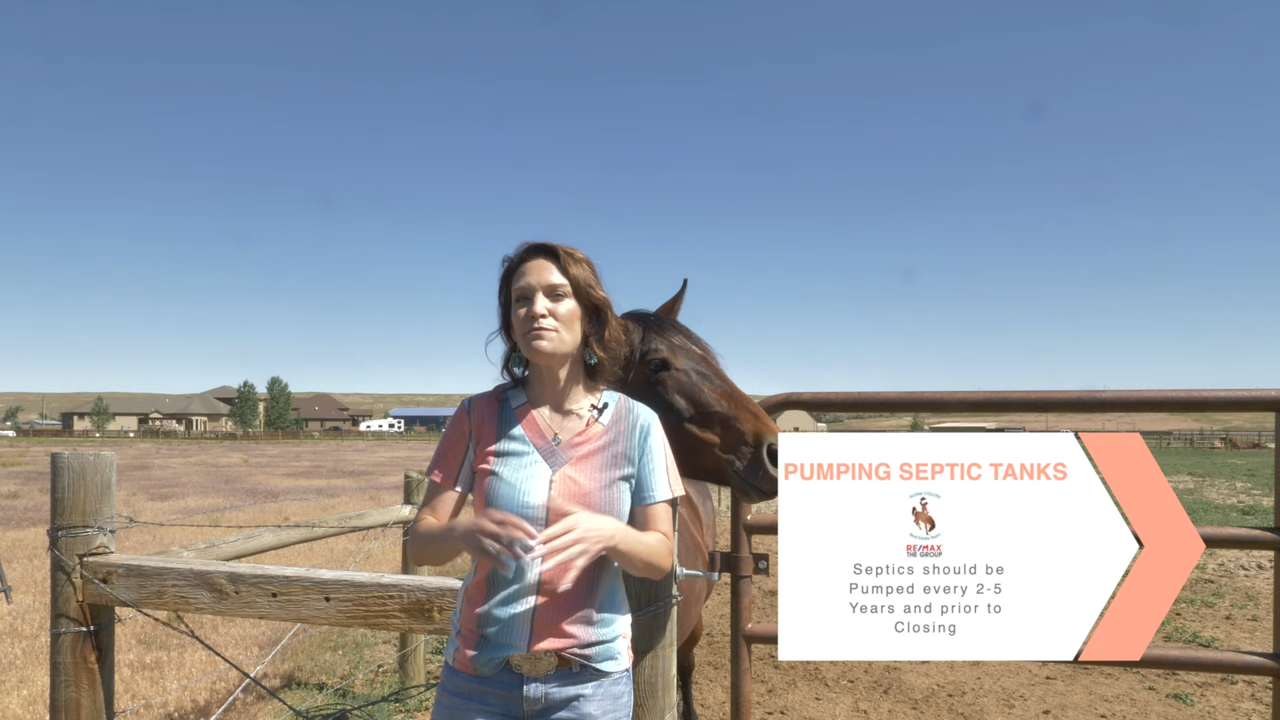 PUMPING SEPTIC TANKS
RE/MAX
THE GROUP
Septics should be
Pumped every 2-5
Years and prior to
Closing